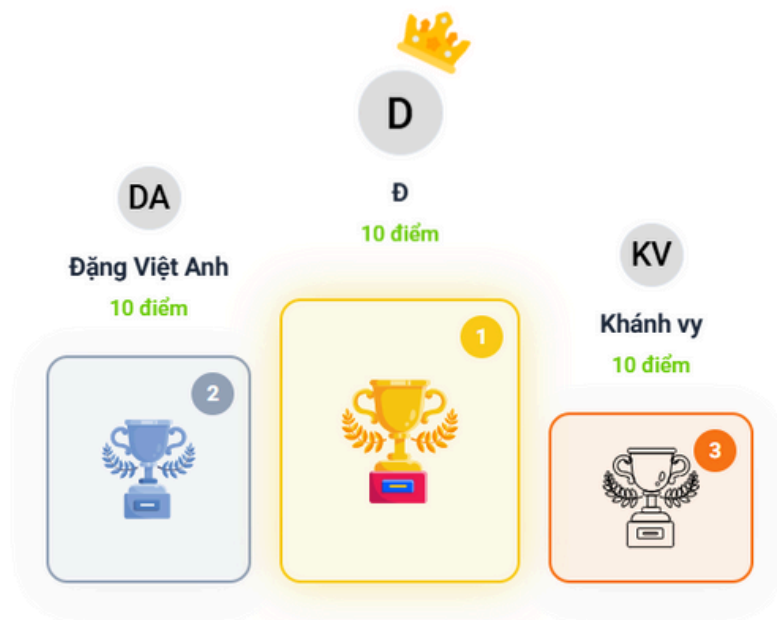 D
Đ
10 điểm
1
DA
Đặng Việt Anh
10 điểm
2
KV
Khánh vy
10 điểm
3